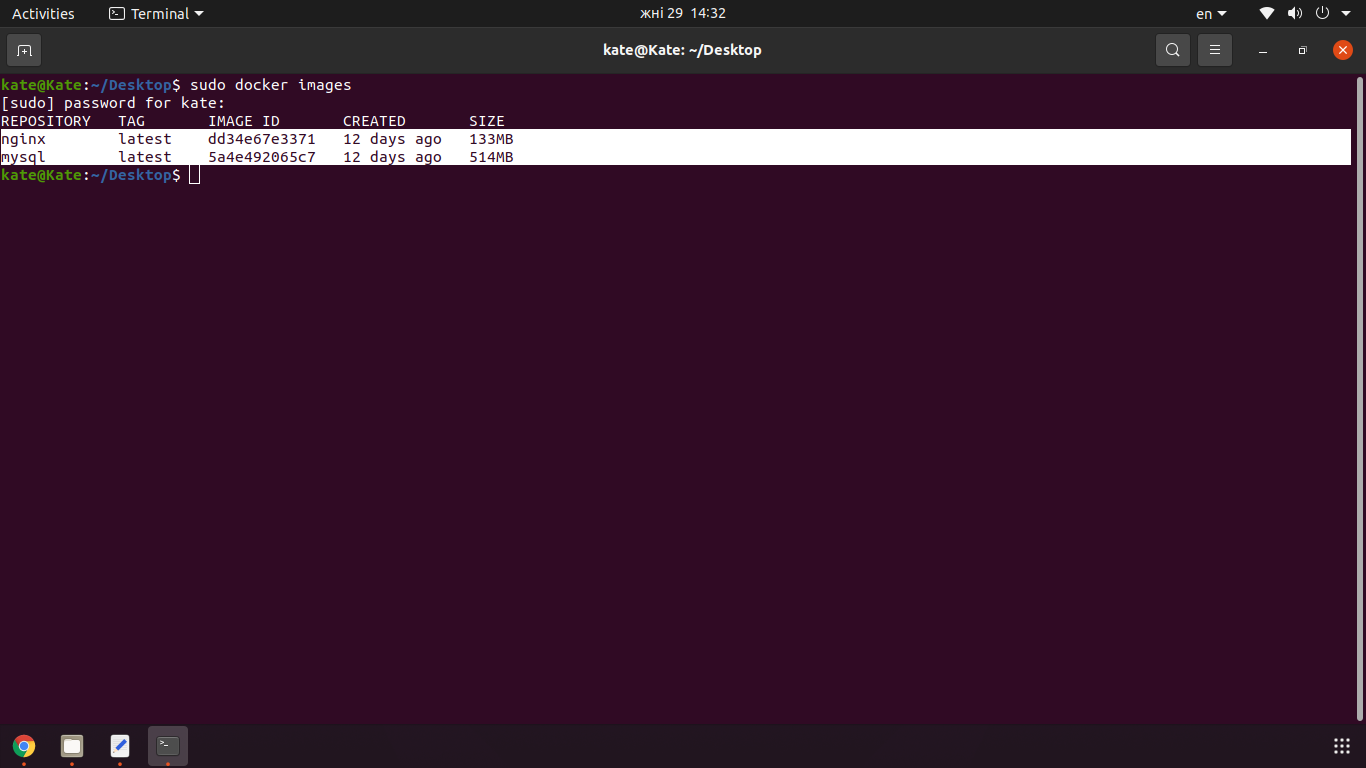 Activities Terminal жні 29 14:32 en
kate@Kate: ~/Desktop
kate@Kate:~/Desktop$ sudo docker images
[sudo] password for kate:
REPOSITORY TAG IMAGE ID CREATED SIZE
nginx latest dd34e67e3371 12 days ago 133MB
mysql latest 5a4e492065c7 12 days ago 514MB
kate@Kate:~/Desktop$